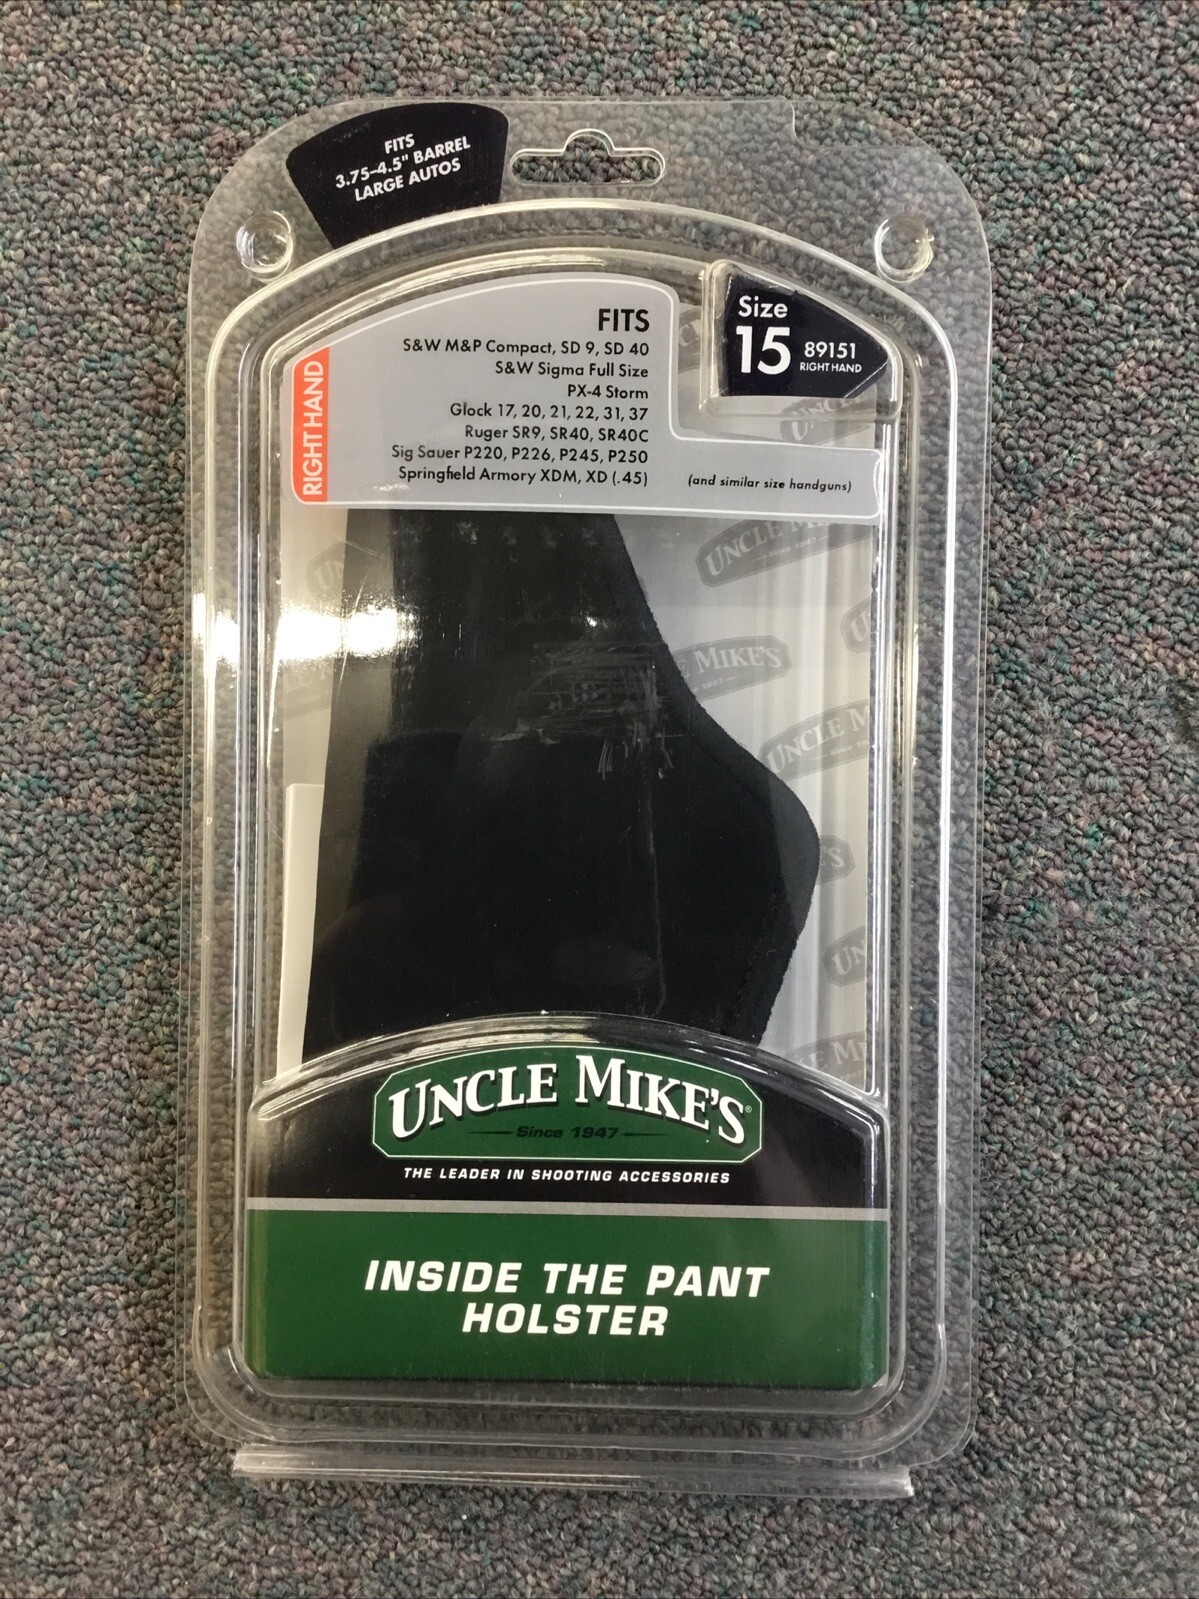 FITS
3.75-4.5" BARREL
LARGE AUTOS
RIGHT HAND
FITS
S&W M&P Compact, SD 9, SD 40
S&W Sigma Full Size
PX-4 Storm
Glock 17, 20, 21, 22, 31, 37
Ruger SR9, SR40, SR40C
Sig Sauer P220, P226, P245, P250
Springfield Armory XDM, XD (.45)
(and similar size handguns)
Size
15
89151
RIGHT HAND
UNCLE MIKE'S®
Since 1947
THE LEADER IN SHOOTING ACCESSORIES
INSIDE THE PANT
HOLSTER